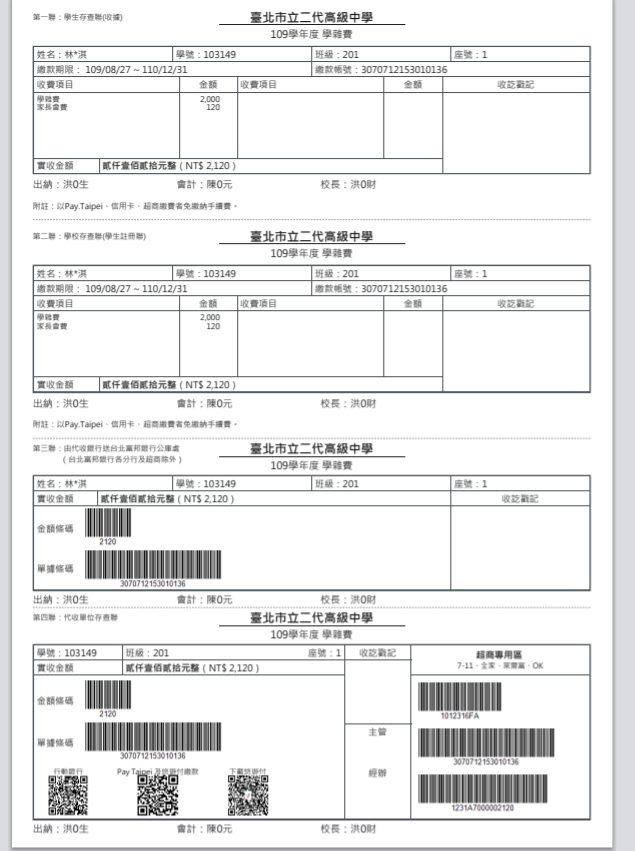 第一聯：學生存查聯(收據)
臺北市立二代高級中學
109學年度 學雜費
姓名：林*淇 學號：103149 班級：201 座號：1
繳款期限： 109/08/27 ~ 110/12/31 繳款帳號：3070712153010136
收費項目 金額 收費項目 金額 收訖戳記
學雜費 2,000
家長會費 120
實收金額 貳仟壹佰貳拾元整 ( NT$ 2,120 )
出納：洪0生 會計：陳0元 校長：洪0財
附註：以Pay.Taipei、信用卡、超商繳費者免繳納手續費。
第二聯：學校存查聯(學生註冊聯)
臺北市立二代高級中學
109學年度 學雜費
姓名：林*淇 學號：103149 班級：201 座號：1
繳款期限： 109/08/27 ~ 110/12/31 繳款帳號：3070712153010136
收費項目 金額 收費項目 金額 收訖戳記
學雜費 2,000
家長會費 120
實收金額 貳仟壹佰貳拾元整 ( NT$ 2,120 )
出納：洪0生 會計：陳0元 校長：洪0財
附註：以Pay.Taipei、信用卡、超商繳費者免繳納手續費。
第三聯：由代收銀行送台北富邦銀行公庫處
( 台北富邦銀行各分行及超商除外 )
臺北市立二代高級中學
109學年度 學雜費
姓名：林*淇 學號：103149 班級：201 座號：1
實收金額 貳仟壹佰貳拾元整 ( NT$ 2,120 ) 收訖戳記
金額條碼
2120
單據條碼
3070712153010136
出納：洪0生 會計：陳0元 校長：洪0財
第四聯：代收單位存查聯
臺北市立二代高級中學
109學年度 學雜費
學號：103149 班級：201 座號：1 收訖戳記
超商專用區
7-11、全家、萊爾富、OK
實收金額 貳仟壹佰貳拾元整 ( NT$ 2,120 )
金額條碼
2120
1012316FA
主管
單據條碼
3070712153010136
3070712153010136
經辦
行動銀行 Pay Taipei 及悠遊付繳款 下載悠遊付
1231A7000002120
出納：洪0生 會計：陳0元 校長：洪0財